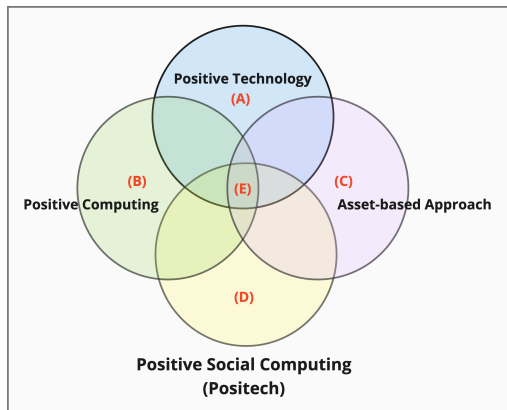 Positive Technology
(A)
(B)
(E)
(C)
Positive Computing
Asset-based Approach
(D)
Positive Social Computing
(Positech)